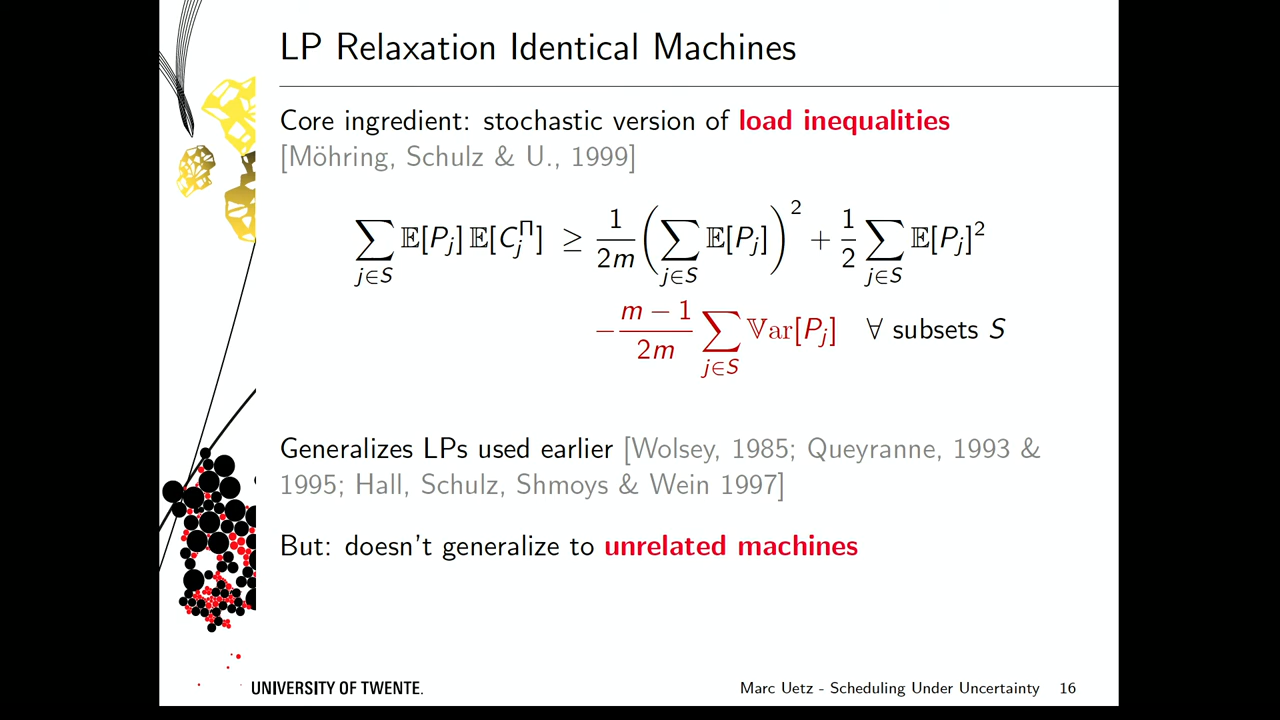 LP Relaxation Identical Machines
Core ingredient: stochastic version of load inequalities
[Möhring, Schulz & U., 1999]
∑_{j∈S} 𝔼[P_j] 𝔼[C_j^Π] ≥ \frac{1}{2m} (∑_{j∈S} 𝔼[P_j])^2 + \frac{1}{2} ∑_{j∈S} 𝔼[P_j]^2
− \frac{m − 1}{2m} ∑_{j∈S} 𝕍ar[P_j] ∀ subsets S
Generalizes LPs used earlier [Wolsey, 1985; Queyranne, 1993 &
1995; Hall, Schulz, Shmoys & Wein 1997]
But: doesn't generalize to unrelated machines
UNIVERSITY OF TWENTE.
Marc Uetz - Scheduling Under Uncertainty 16